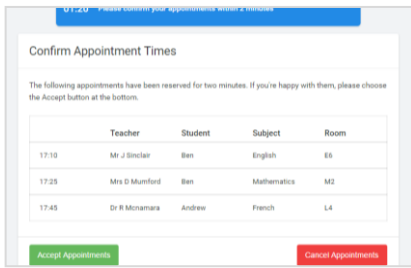 01:20 Please confirm your appointments within 2 minutes
Confirm Appointment Times
The following appointments have been reserved for two minutes. If you're happy with them, please choose
the Accept button at the bottom.
Teacher Student Subject Room
17:10 Mr J Sinclair Ben English E6
17:25 Mrs D Mumford Ben Mathematics M2
17:45 Dr R Mcnamara Andrew French L4
Accept Appointments Cancel Appointments